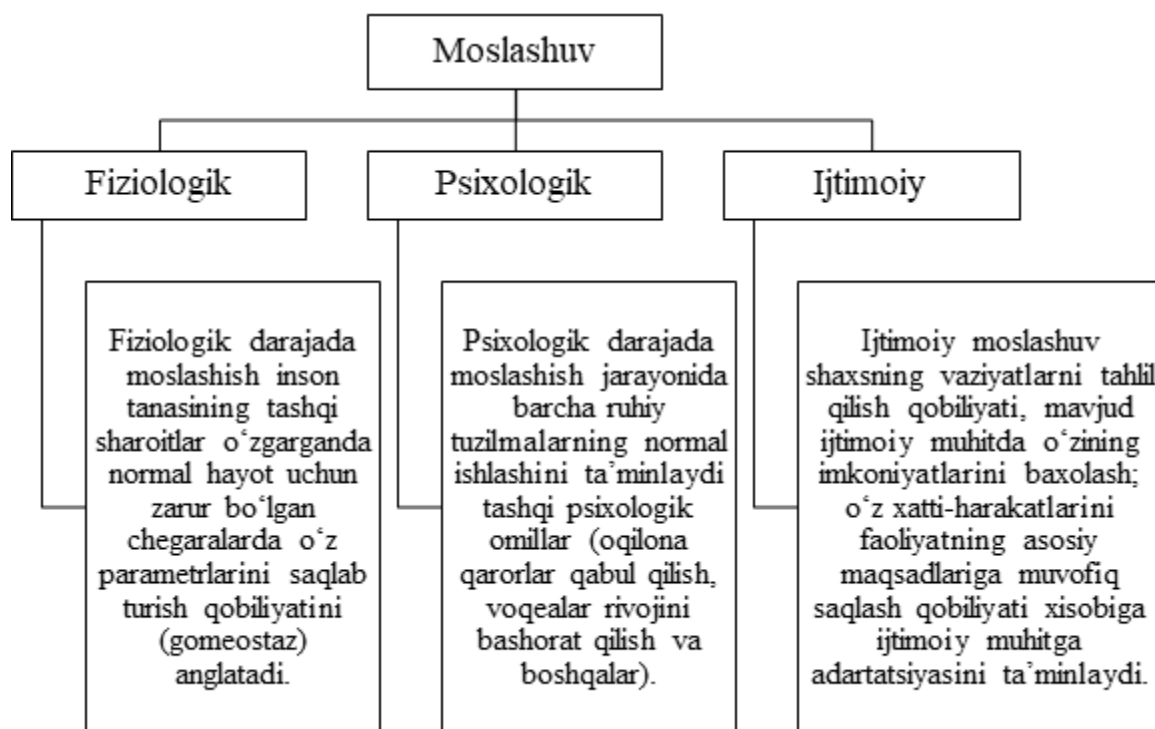 Moslashuv
Fiziologik
Psixologik
Ijtimoiy
Fiziologik darajada
moslashish inson
tanasining tashqi
sharoitlar o‘zgarganda
normal hayot uchun
zarur bo‘lgan
chegaralarda o‘z
parametrlarini saqlab
turish qobiliyatini
(gomeostaz)
anglatadi.
Psixologik darajada
moslashish jarayonida
barcha ruhiy
tuzilmalarning normal
ishlashini ta’minlaydi
tashqi psixologik
omillar (oqilona
qarorlar qabul qilish,
voqealar rivojini
bashorat qilish va
boshqalar).
Ijtimoiy moslashuv
shaxsning vaziyatlarni tahlil
qilish qobiliyati, mavjud
ijtimoiy muhitda o‘zining
imkoniyatlarini baxolash;
o‘z xatti-harakatlarini
faoliyatning asosiy
maqsadlariga muvofiq
saqlash qobiliyati xisobiga
ijtimoiy muhitga
adartatsiyasini ta’minlaydi.